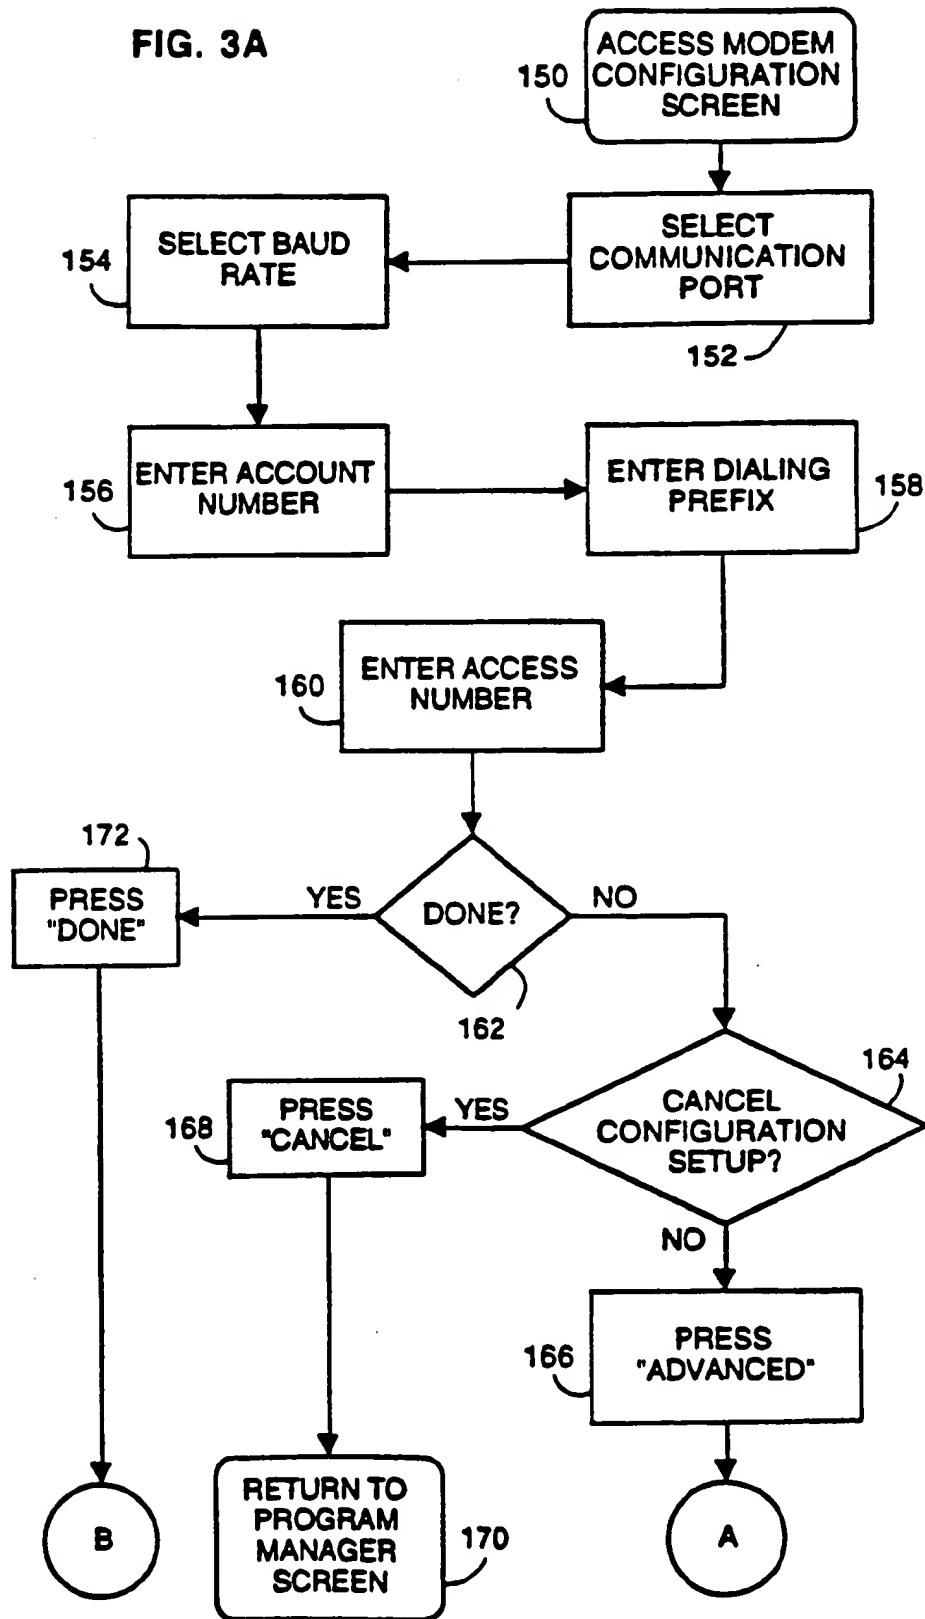 FIG. 3A
ACCESS MODEM
CONFIGURATION
SCREEN
150
SELECT
COMMUNICATION
PORT
152
SELECT BAUD
RATE
154
ENTER ACCOUNT
NUMBER
156
ENTER DIALING
PREFIX
158
ENTER ACCESS
NUMBER
160
DONE?
162
YES
NO
172
PRESS
"DONE"
164
CANCEL
CONFIGURATION
SETUP?
YES
NO
168
PRESS
"CANCEL"
166
PRESS
"ADVANCED"
B
RETURN TO
PROGRAM
MANAGER
SCREEN
170
A